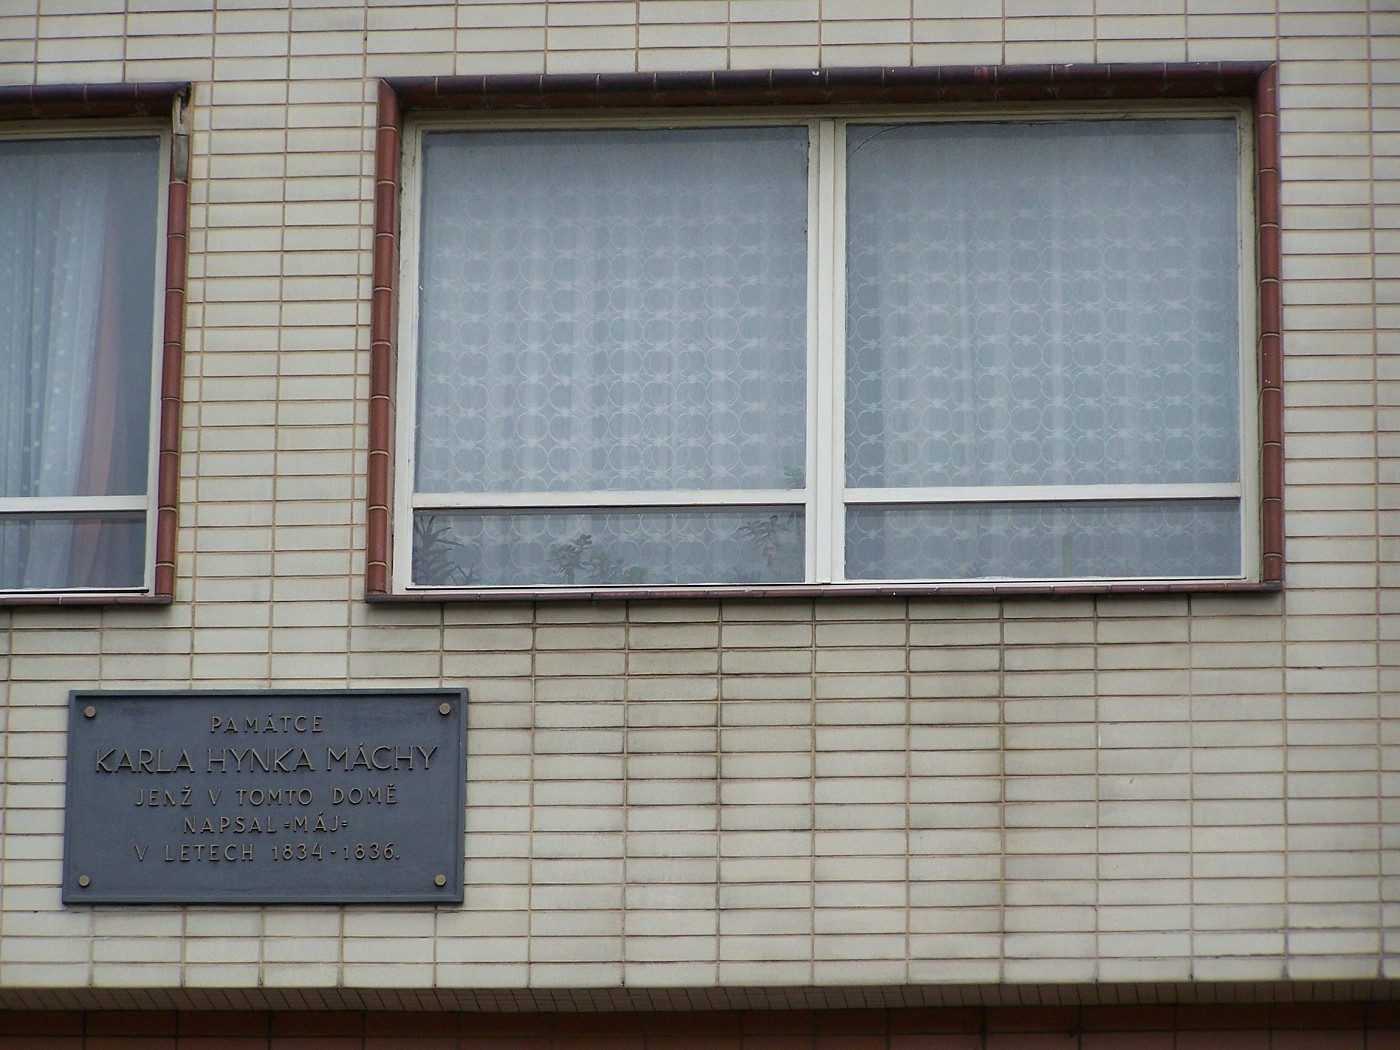 PAMÁTCE
KARLA HYNKA MÁCHY
JENŽ V TOMTO DOMĚ
NAPSAL »MÁJ«
V LETECH 1834-1836.